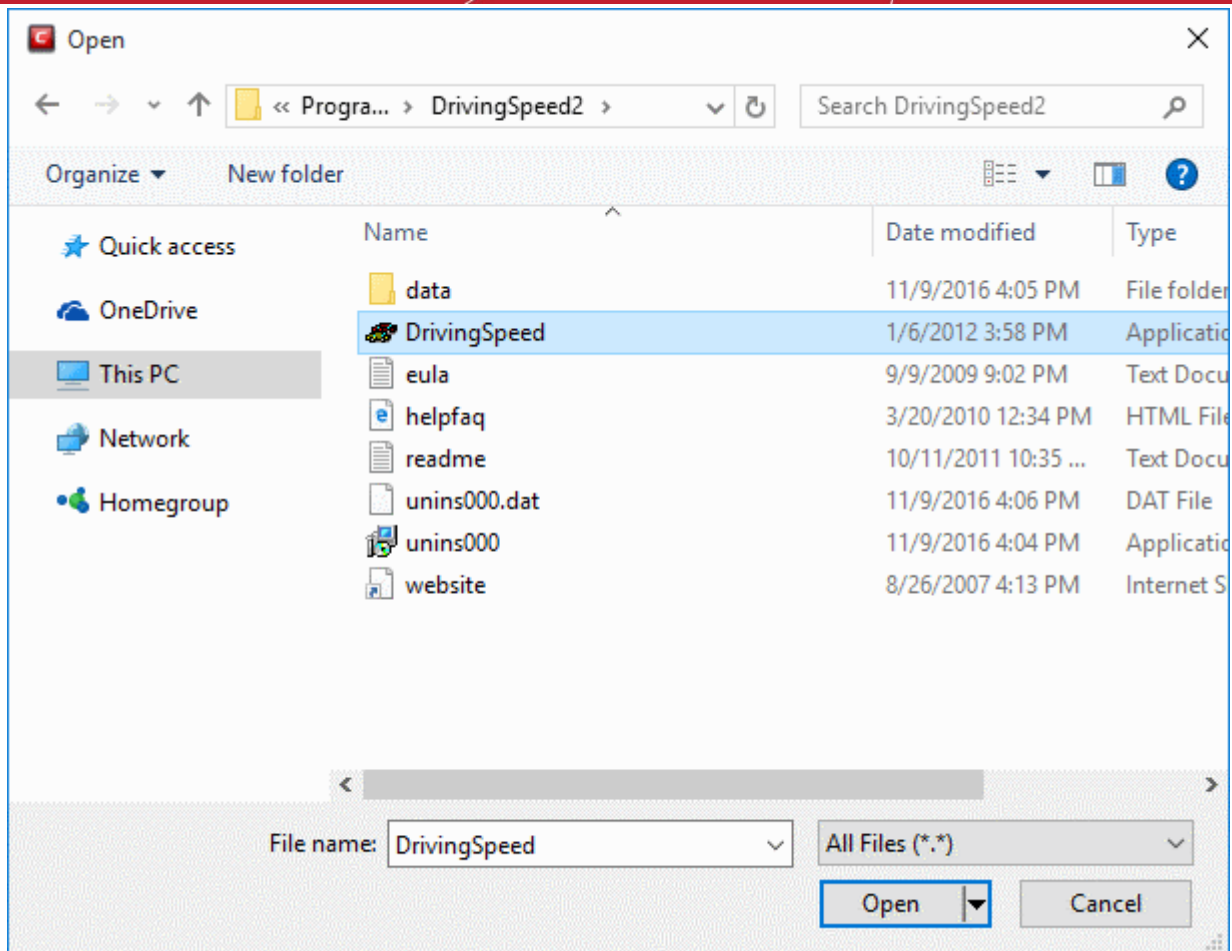 Open
« Progra... > DrivingSpeed2 >
Search DrivingSpeed2
Organize
New folder
Quick access
OneDrive
This PC
Network
Homegroup
Name Date modified Type
data 11/9/2016 4:05 PM File folder
DrivingSpeed 1/6/2012 3:58 PM Applicatio
eula 9/9/2009 9:02 PM Text Docu
helpfaq 3/20/2010 12:34 PM HTML File
readme 10/11/2011 10:35 ... Text Docu
unins000.dat 11/9/2016 4:06 PM DAT File
unins000 11/9/2016 4:04 PM Applicatio
website 8/26/2007 4:13 PM Internet S
File name: DrivingSpeed All Files (*.*)
Open Cancel